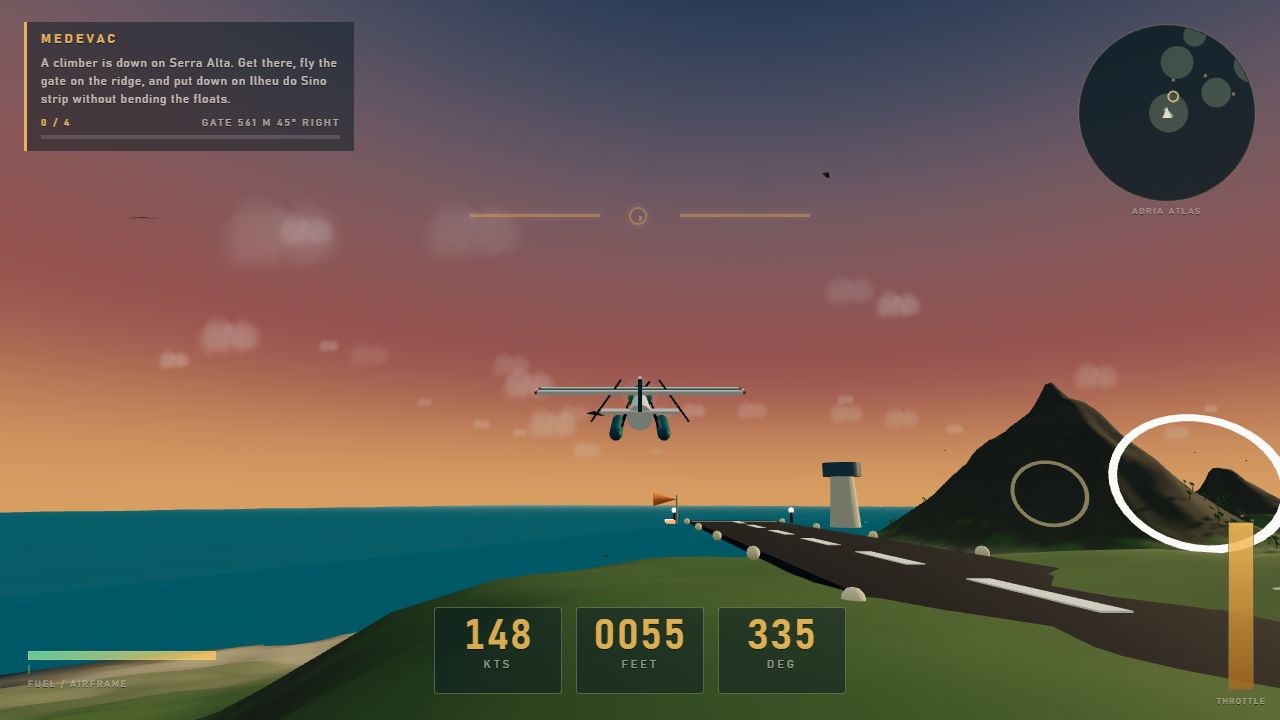 MEDEVAC
A climber is down on Serra Alta. Get there, fly the
gate on the ridge, and put down on Ilheu do Sino
strip without bending the floats.
0 / 4 GATE 561 M 45° RIGHT
ADRIA ATLAS
148 0055 335
KTS FEET DEG
FUEL / AIRFRAME
THROTTLE